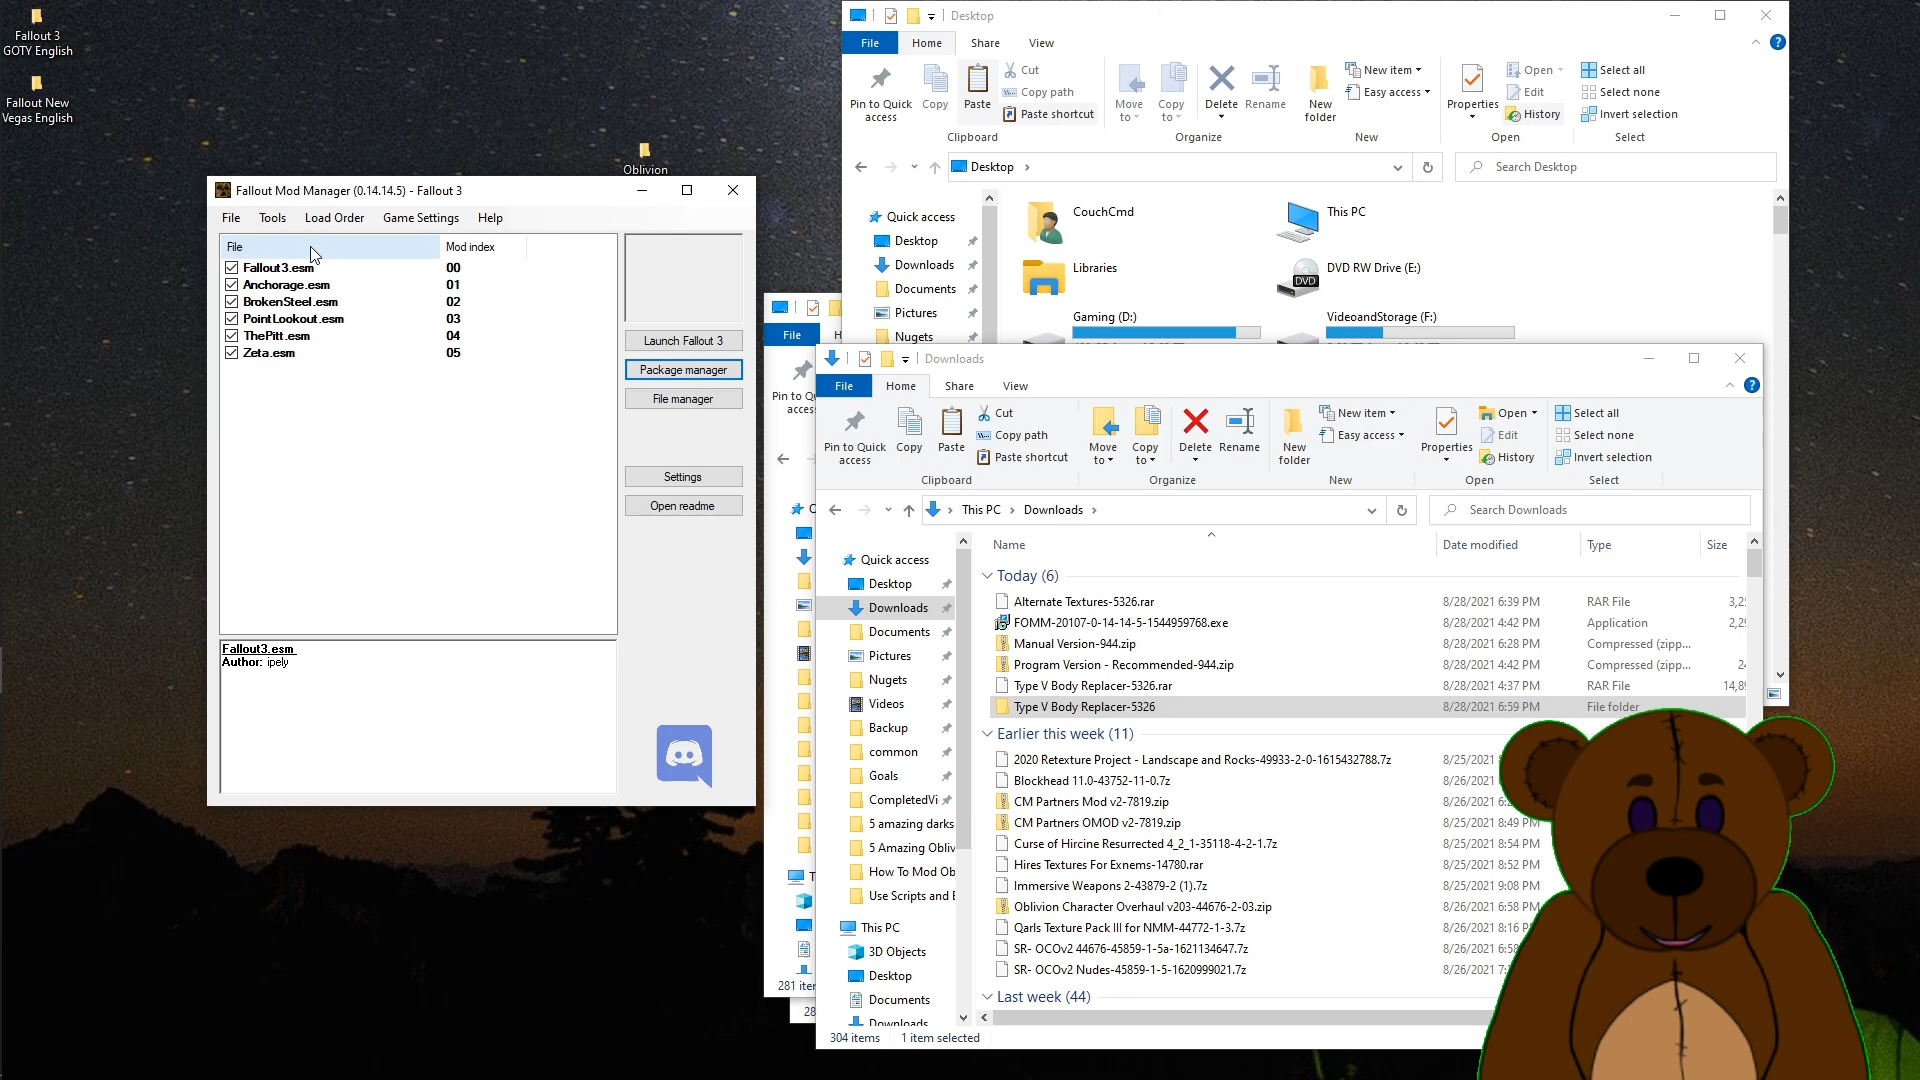 Fallout 3
GOTY English
Fallout New
Vegas English
Oblivion
Fallout Mod Manager (0.14.14.5) - Fallout 3
File Tools Load Order Game Settings Help
File Mod index
Fallout3.esm 00
Anchorage.esm 01
BrokenSteel.esm 02
PointLookout.esm 03
ThePitt.esm 04
Zeta.esm 05
Launch Fallout 3
Package manager
File manager
Settings
Open readme
Fallout3.esm
Author: ipely
Desktop
File Home Share View
Pin to Quick access
Copy
Paste
Cut
Copy path
Paste shortcut
Move to
Copy to
Delete
Rename
New folder
New item
Easy access
Properties
Open
Edit
History
Select all
Select none
Invert selection
Clipboard Organize New Open Select
Desktop
Search Desktop
Quick access
Desktop
Downloads
Documents
Pictures
Nugets
CouchCmd
This PC
Libraries
DVD RW Drive (E:)
DVD
Gaming (D:)
VideoandStorage (F:)
File
Pin to
281
28
Downloads
File Home Share View
Pin to Quick access
Copy
Paste
Cut
Copy path
Paste shortcut
Move to
Copy to
Delete
Rename
New folder
New item
Easy access
Properties
Open
Edit
History
Select all
Select none
Invert selection
Clipboard Organize New Open Select
This PC Downloads
Search Downloads
Quick access
Desktop
Downloads
Documents
Pictures
Nugets
Videos
Backup
common
Goals
CompletedVi
5 amazing darks
5 Amazing Obliv
How To Mod Ob
Use Scripts and E
This PC
3D Objects
Desktop
Documents
Downloads
Name Date modified Type Size
Today (6)
Alternate Textures-5326.rar 8/28/2021 6:39 PM RAR File
FOMM-20107-0-14-14-5-1544959768.exe 8/28/2021 4:42 PM Application
Manual Version-944.zip 8/28/2021 6:28 PM Compressed (zipp...
Program Version - Recommended-944.zip 8/28/2021 4:42 PM Compressed (zipp...
Type V Body Replacer-5326.rar 8/28/2021 4:37 PM RAR File
Type V Body Replacer-5326 8/28/2021 6:59 PM File folder
Earlier this week (11)
2020 Retexture Project - Landscape and Rocks-49933-2-0-1615432788.7z 8/25/2021
Blockhead 11.0-43752-11-0.7z 8/26/2021
CM Partners Mod v2-7819.zip 8/26/2021
CM Partners OMOD v2-7819.zip 8/25/2021 8:49 PM
Curse of Hircine Resurrected 4_2_1-35118-4-2-1.7z 8/25/2021 8:54 PM
Hires Textures For Exnems-14780.rar 8/25/2021 8:52 PM
Immersive Weapons 2-43879-2 (1).7z 8/25/2021 9:08 PM
Oblivion Character Overhaul v203-44676-2-03.zip 8/26/2021 6:58 PM
Qarls Texture Pack III for NMM-44772-1-3.7z 8/26/2021 8:16 P
SR- OCOv2 44676-45859-1-5a-1621134647.7z 8/26/2021 6:58
SR- OCOv2 Nudes-45859-1-5-1620999021.7z 8/26/2021
Last week (44)
304 items 1 item selected